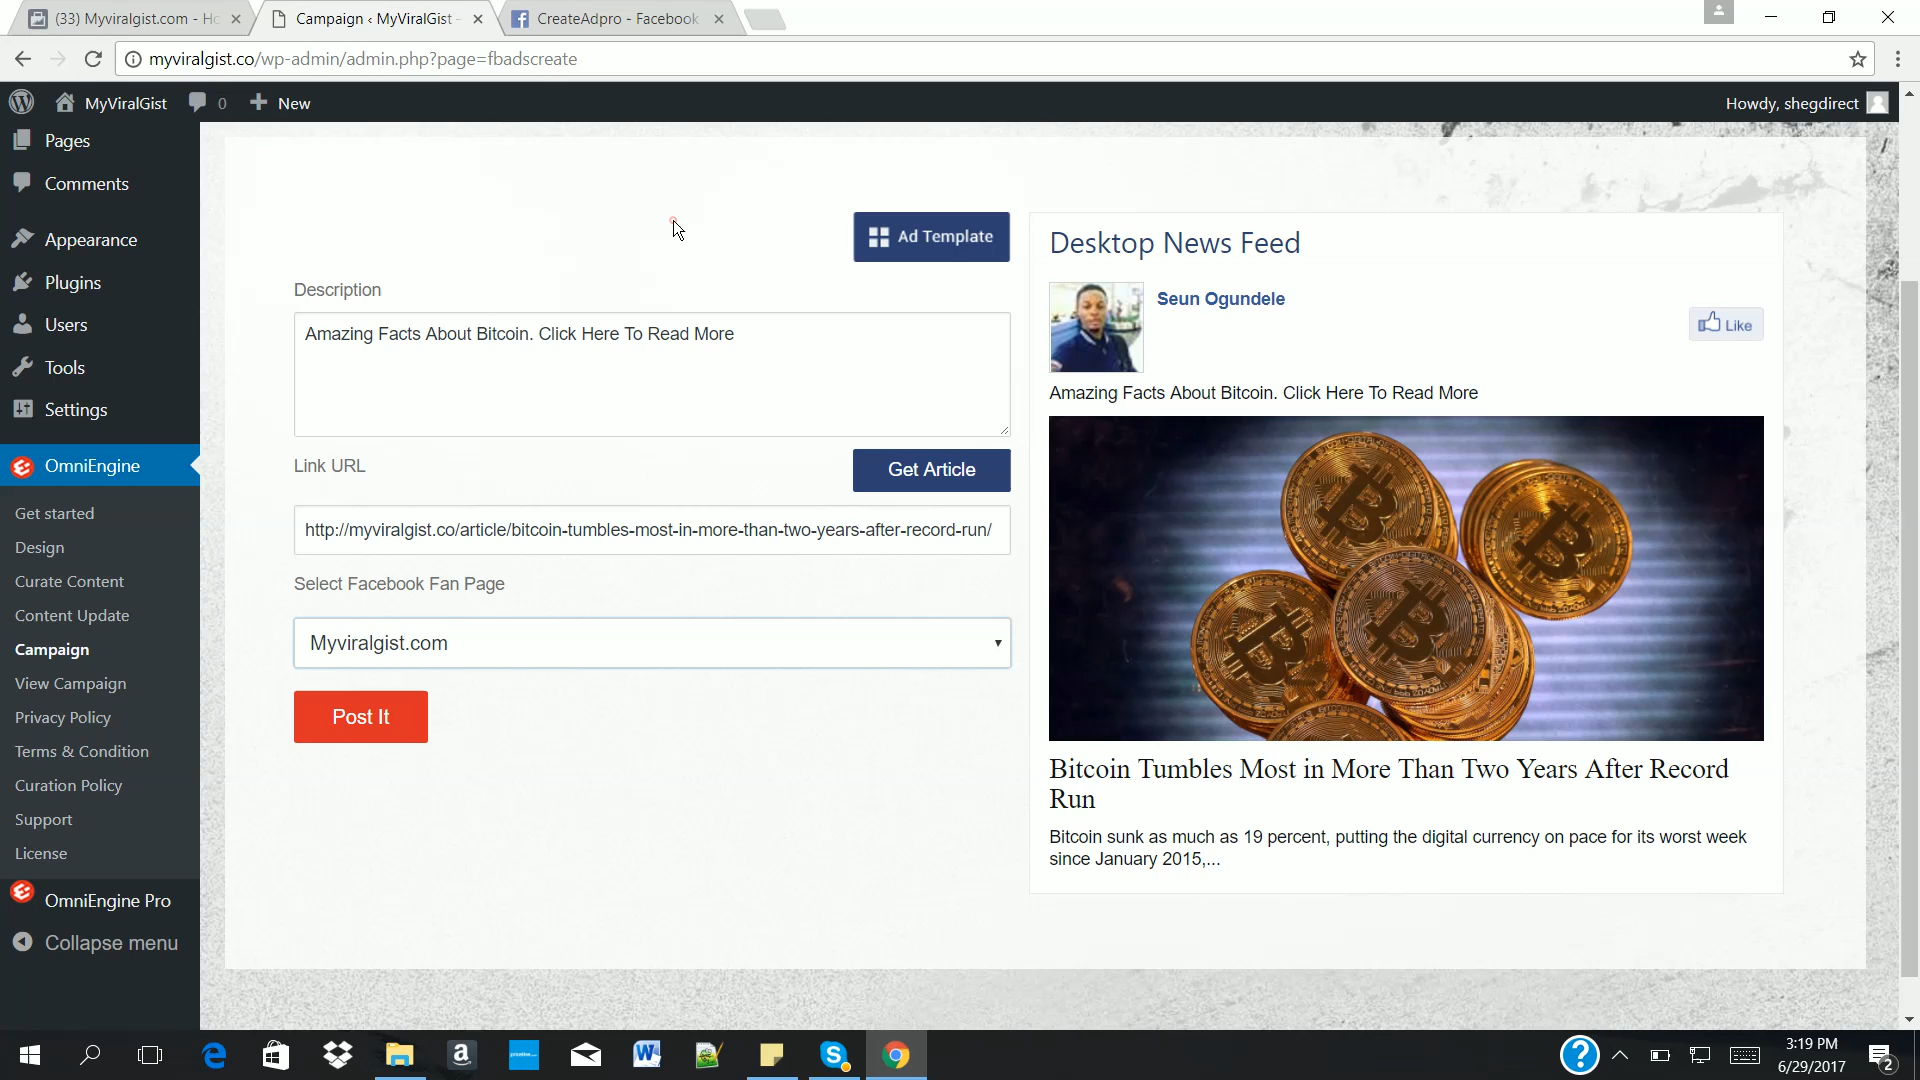 (33) Myviralgist.com - Ho
Campaign ‹ MyViralGist -
CreateAdpro - Facebook
myviralgist.co/wp-admin/admin.php?page=fbadscreate
MyViralGist
0
New
Howdy, shegdirect
Pages
Comments
Appearance
Plugins
Users
Tools
Settings
OmniEngine
Get started
Design
Curate Content
Content Update
Campaign
View Campaign
Privacy Policy
Terms & Condition
Curation Policy
Support
License
OmniEngine Pro
Collapse menu
Ad Template
Description
Amazing Facts About Bitcoin. Click Here To Read More
Link URL
Get Article
http://myviralgist.co/article/bitcoin-tumbles-most-in-more-than-two-years-after-record-run/
Select Facebook Fan Page
Myviralgist.com
Post It
Desktop News Feed
Seun Ogundele
Like
Amazing Facts About Bitcoin. Click Here To Read More
Bitcoin Tumbles Most in More Than Two Years After Record
Run
Bitcoin sunk as much as 19 percent, putting the digital currency on pace for its worst week
since January 2015,...
3:19 PM
6/29/2017
2